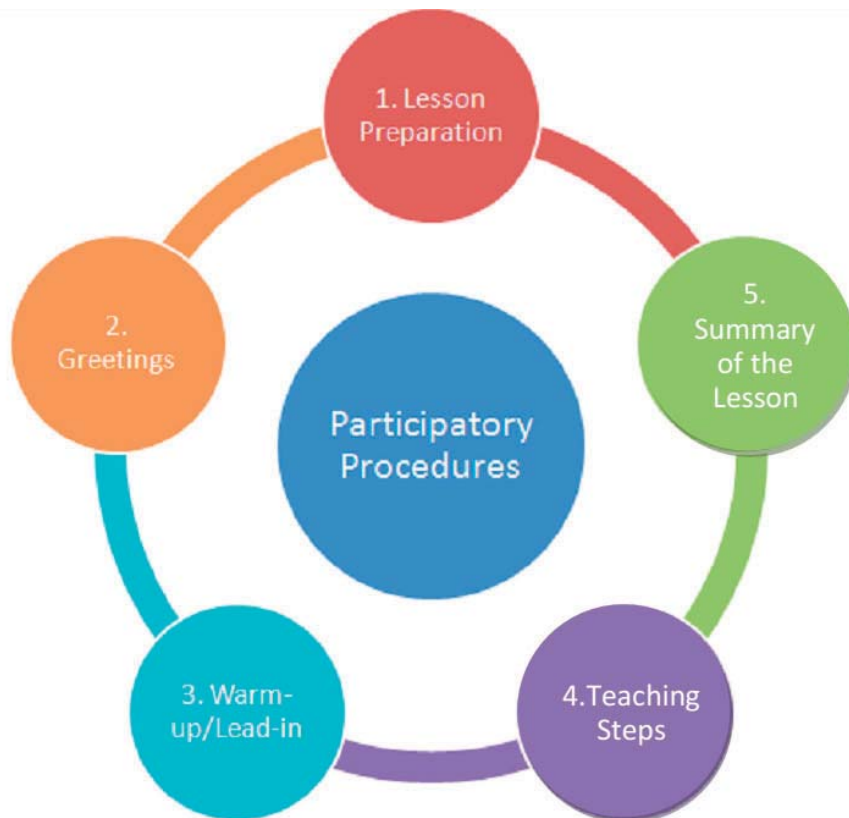 1. Lesson
Preparation
2.
Greetings
3. Warm-
up/Lead-in
4.Teaching
Steps
5.
Summary
of the
Lesson
Participatory
Procedures